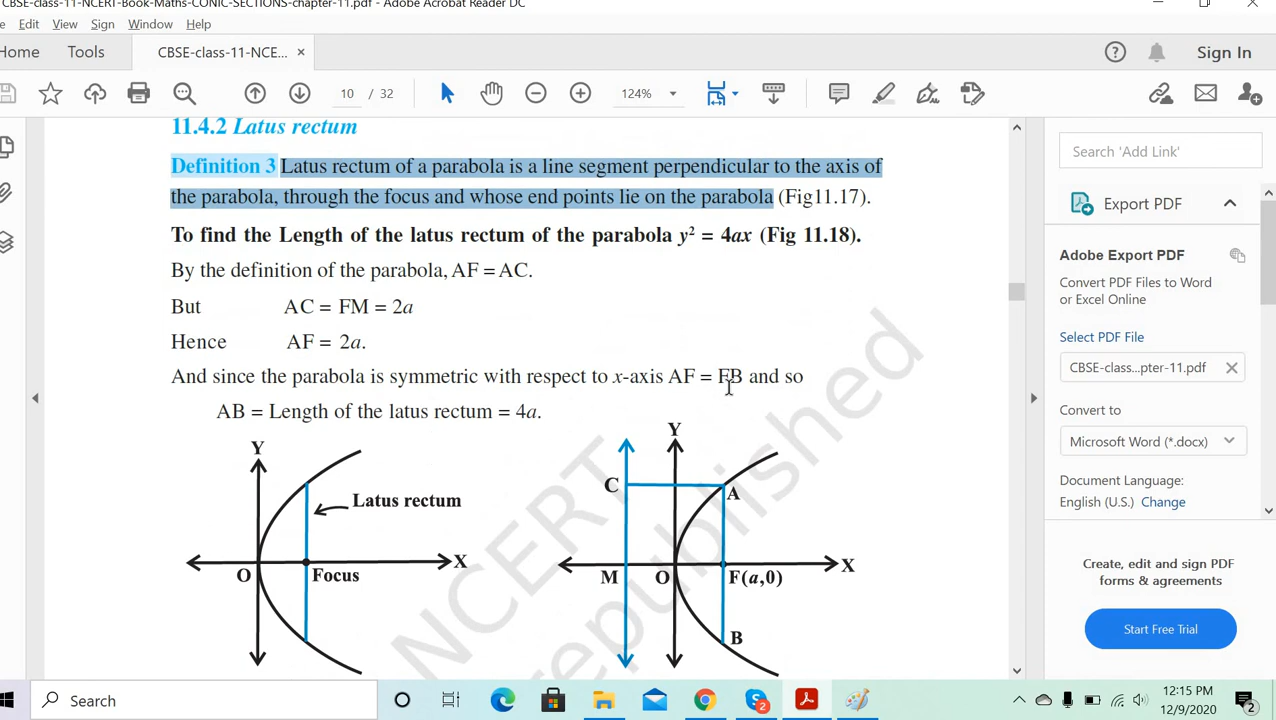 CBSE-class-11-NCERT-Book-Maths-CONIC-SECTIONS-chapter-11.pdf - Adobe Acrobat Reader DC
Edit View Sign Window Help
Home Tools CBSE-class-11-NCE... × Sign In
10 / 32 124%
11.4.2 Latus rectum
Definition 3 Latus rectum of a parabola is a line segment perpendicular to the axis of
the parabola, through the focus and whose end points lie on the parabola (Fig11.17).
To find the Length of the latus rectum of the parabola y² = 4ax (Fig 11.18).
By the definition of the parabola, AF = AC.
But AC = FM = 2a
Hence AF = 2a.
And since the parabola is symmetric with respect to x-axis AF = FB and so
AB = Length of the latus rectum = 4a.
Y
Latus rectum
O
Focus
X
Y
C
A
M
O
F(a,0)
X
B
NCERT
republished
Search 'Add Link'
Export PDF
Adobe Export PDF
Convert PDF Files to Word
or Excel Online
Select PDF File
CBSE-class...pter-11.pdf ×
Convert to
Microsoft Word (*.docx)
Document Language:
English (U.S.) Change
Create, edit and sign PDF
forms & agreements
Start Free Trial
Search
2
12:15 PM
12/9/2020
2